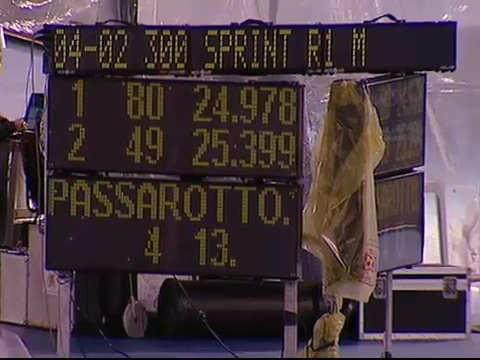 04-02 300 SPRINT R1 M
1 80 24.978
2 49 25.399
PASSAROTTO.
4 13.